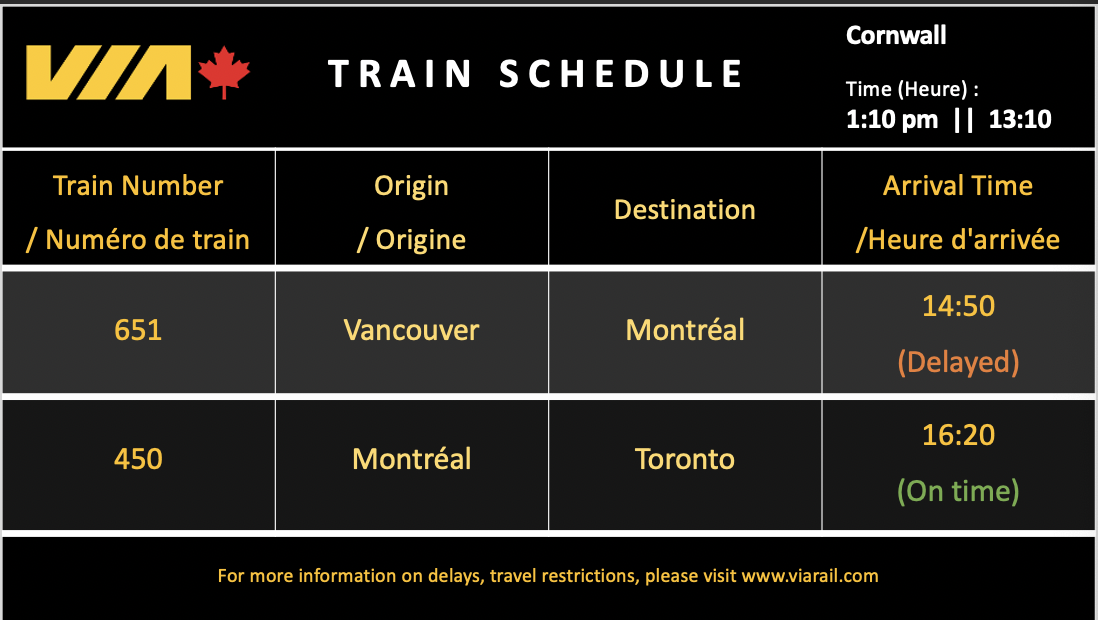 VIA
TRAIN SCHEDULE
Cornwall
Time (Heure) :
1:10 pm || 13:10
Train Number
/ Numéro de train
Origin
/ Origine
Destination
Arrival Time
/Heure d'arrivée
651
Vancouver
Montréal
14:50
(Delayed)
450
Montréal
Toronto
16:20
(On time)
For more information on delays, travel restrictions, please visit www.viarail.com